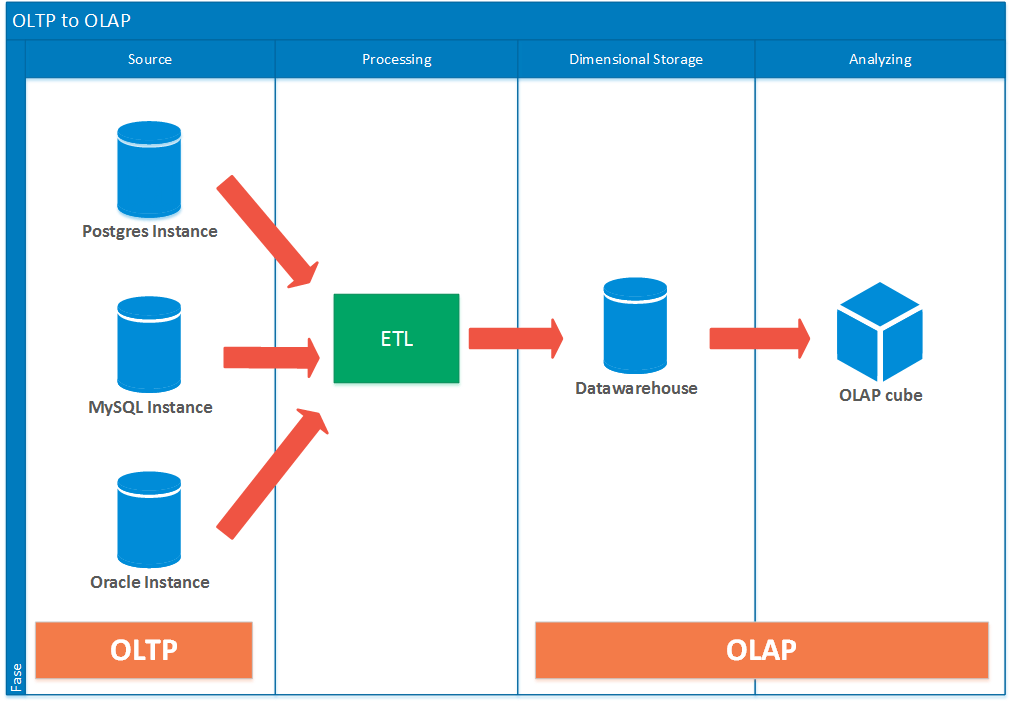 OLTP to OLAP
Source
Processing
Dimensional Storage
Analyzing
Postgres Instance
MySQL Instance
ETL
Datawarehouse
OLAP cube
Oracle Instance
OLTP
OLAP
Fase